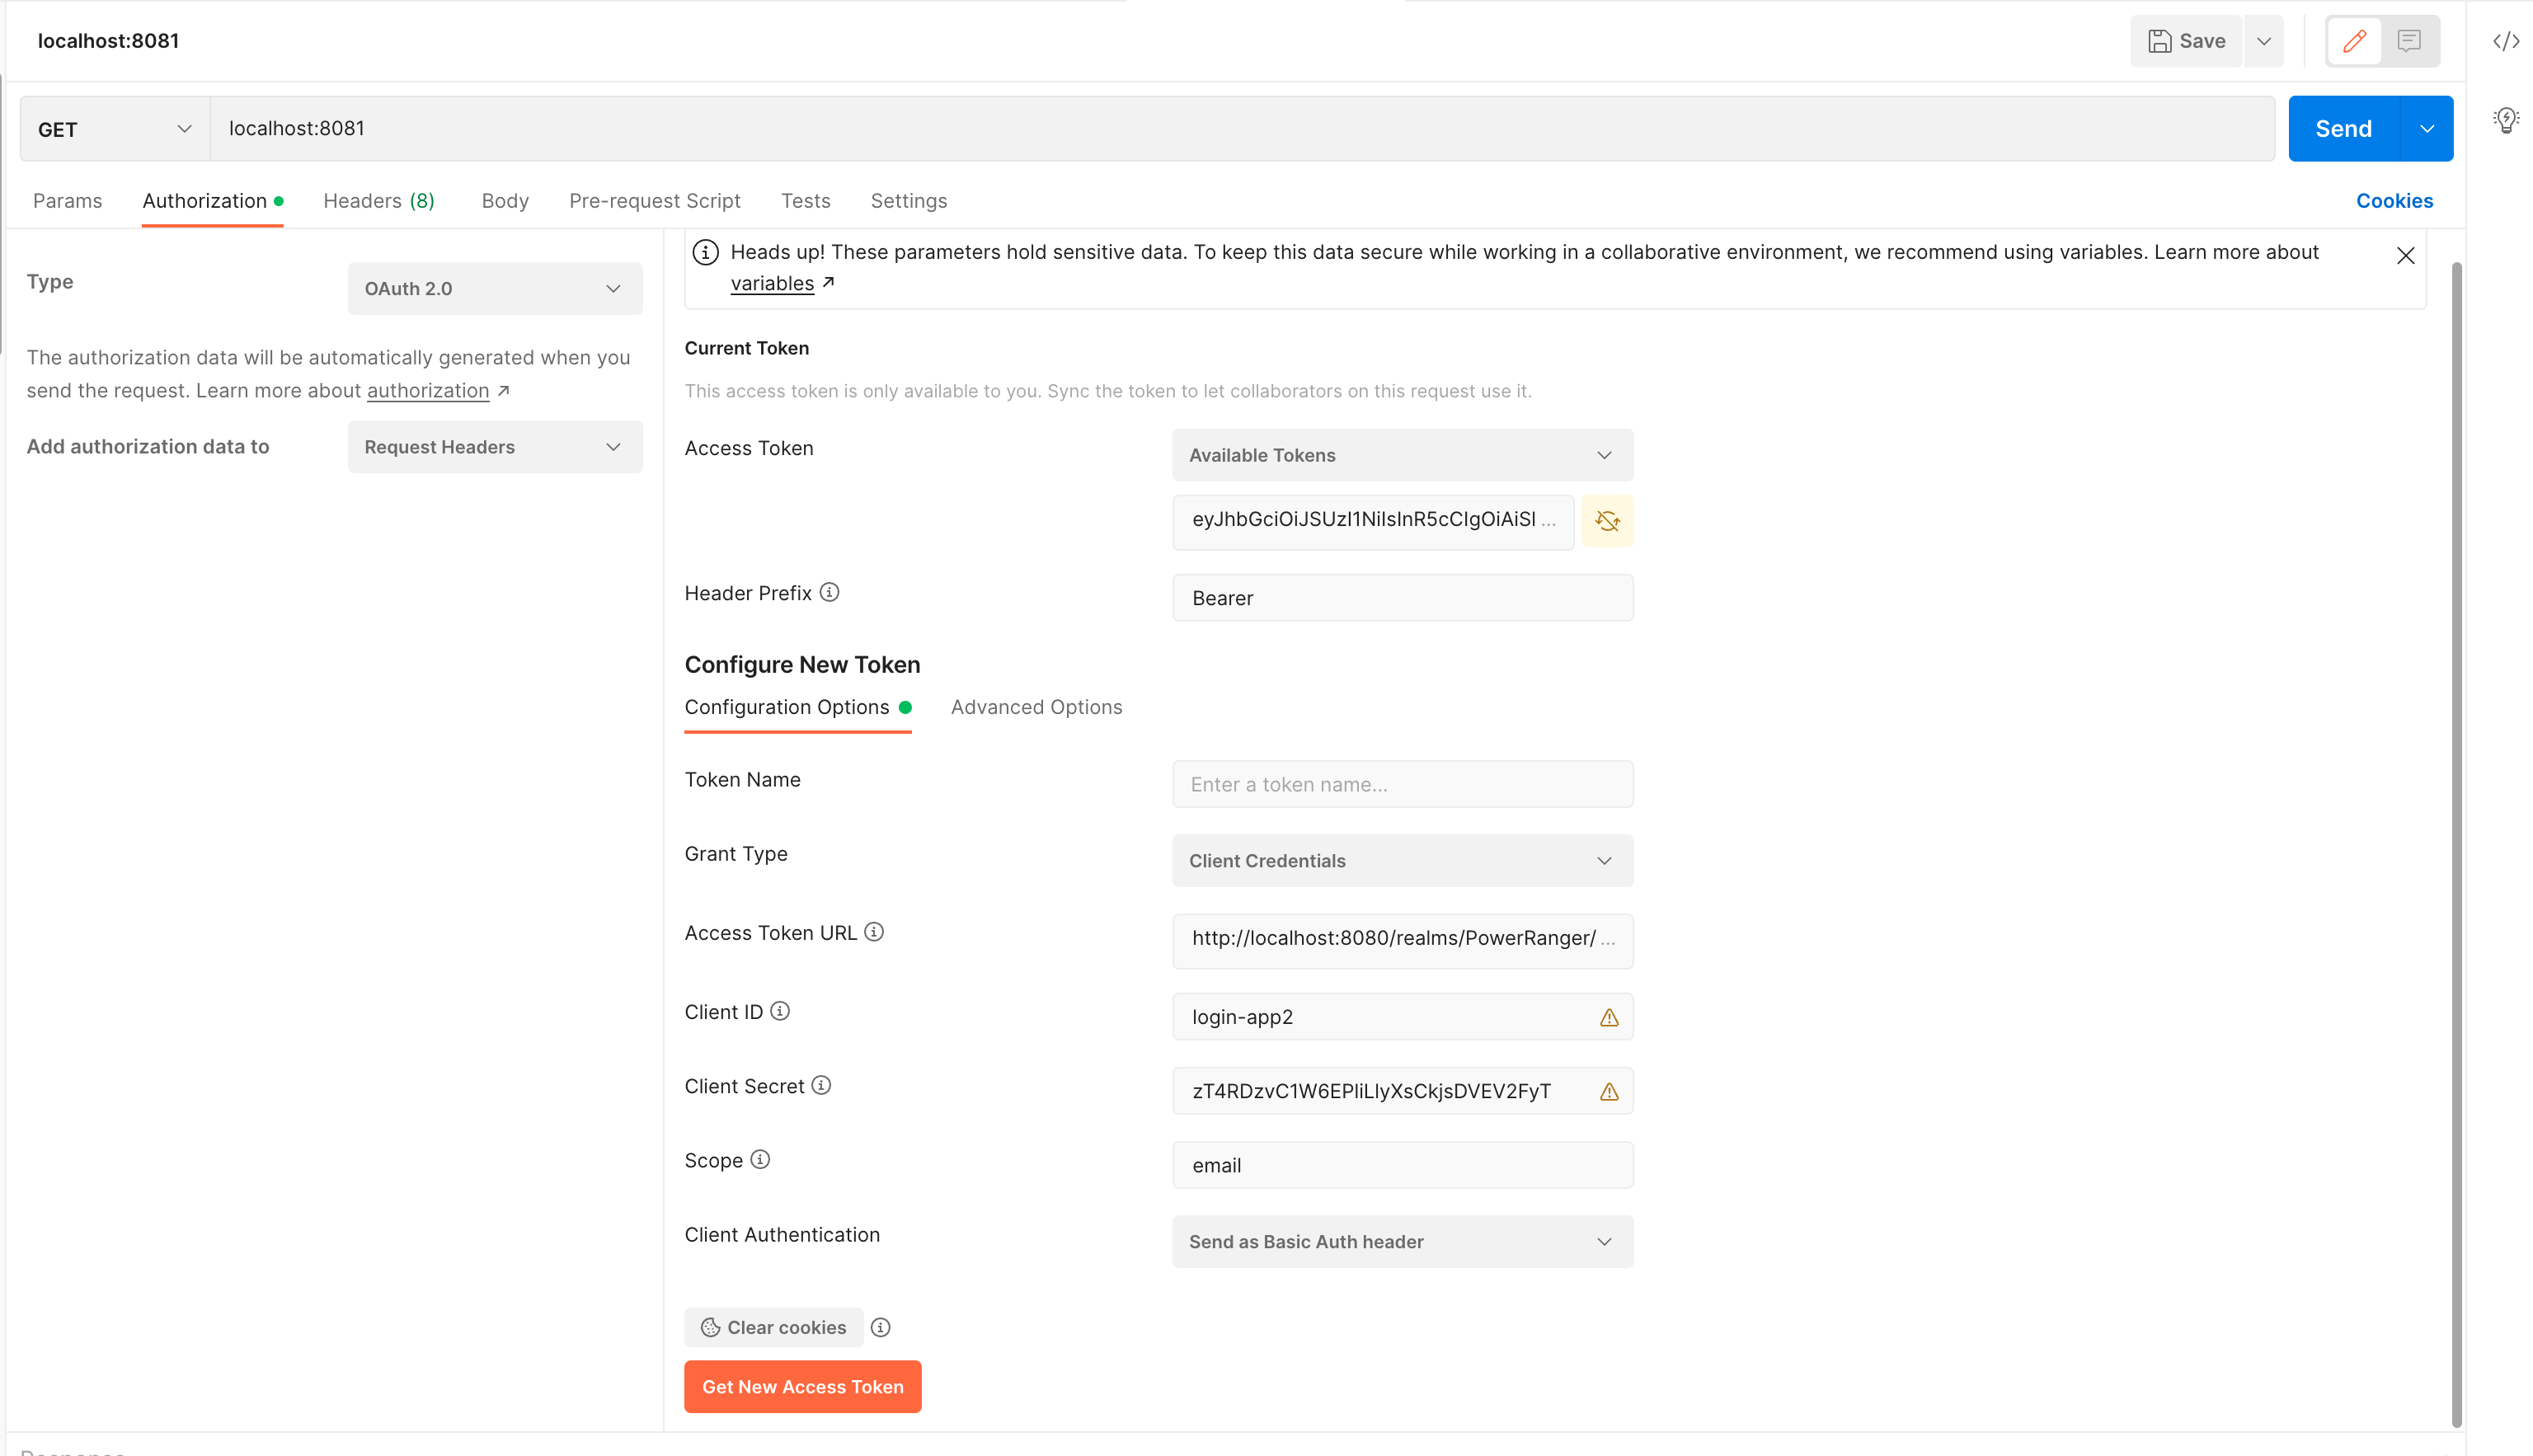 localhost:8081
Save
GET
localhost:8081
Send
Params
Authorization
Headers (8)
Body
Pre-request Script
Tests
Settings
Cookies
Type
OAuth 2.0
The authorization data will be automatically generated when you
send the request. Learn more about authorization ↗
Add authorization data to
Request Headers
Heads up! These parameters hold sensitive data. To keep this data secure while working in a collaborative environment, we recommend using variables. Learn more about
variables ↗
Current Token
This access token is only available to you. Sync the token to let collaborators on this request use it.
Access Token
Available Tokens
eyJhbGciOiJSUzI1NiIsInR5cCIgOiAiSl ...
Header Prefix
Bearer
Configure New Token
Configuration Options
Advanced Options
Token Name
Enter a token name...
Grant Type
Client Credentials
Access Token URL
http://localhost:8080/realms/PowerRanger/ ...
Client ID
login-app2
Client Secret
zT4RDzvC1W6EPliLlyXsCkjsDVEV2FyT
Scope
email
Client Authentication
Send as Basic Auth header
Clear cookies
Get New Access Token